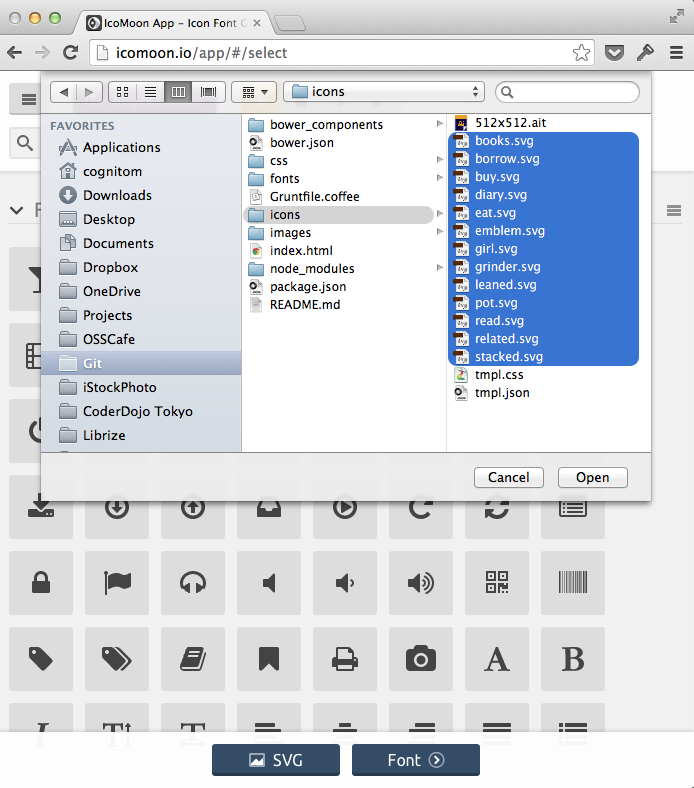 IcoMoon App – Icon Font G
icomoon.io/app/#/select
icons
FAVORITES
Applications
cognitom
Downloads
Desktop
Documents
Dropbox
OneDrive
Projects
OSSCafe
Git
iStockPhoto
CoderDojo Tokyo
Librize
bower_components
bower.json
css
fonts
Gruntfile.coffee
icons
images
index.html
node_modules
package.json
README.md
512x512.ait
books.svg
borrow.svg
buy.svg
diary.svg
eat.svg
emblem.svg
girl.svg
grinder.svg
leaned.svg
pot.svg
read.svg
related.svg
stacked.svg
tmpl.css
tmpl.json
Cancel
Open
SVG
Font